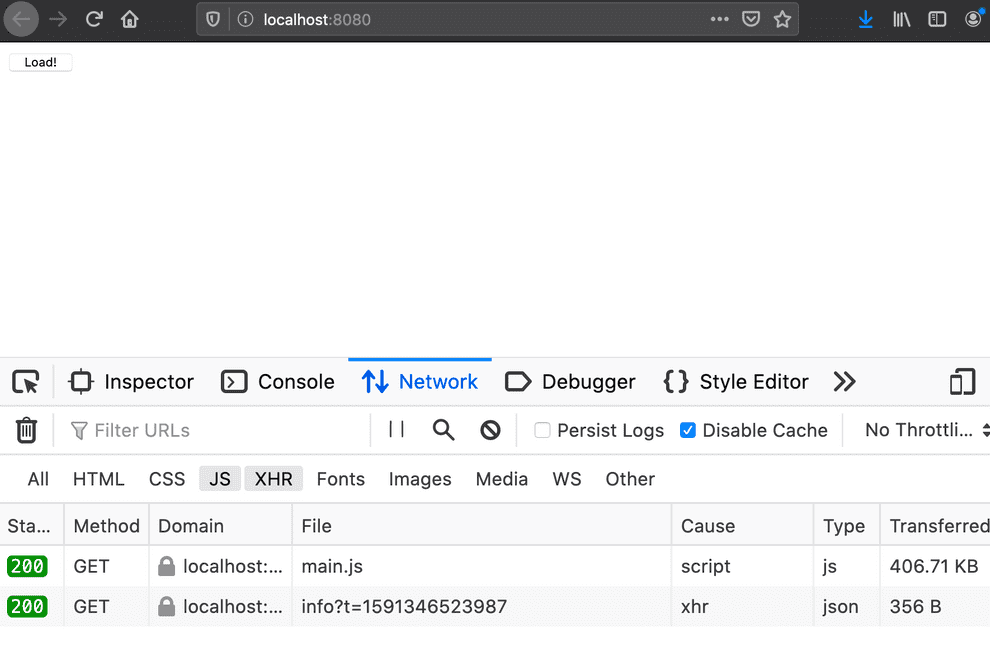 localhost:8080
Load!
Inspector Console Network Debugger Style Editor
Filter URLs Persist Logs Disable Cache No Throttli...
All HTML CSS JS XHR Fonts Images Media WS Other
Sta... Method Domain File Cause Type Transferred
200 GET localhost:... main.js script js 406.71 KB
200 GET localhost:... info?t=1591346523987 xhr json 356 B